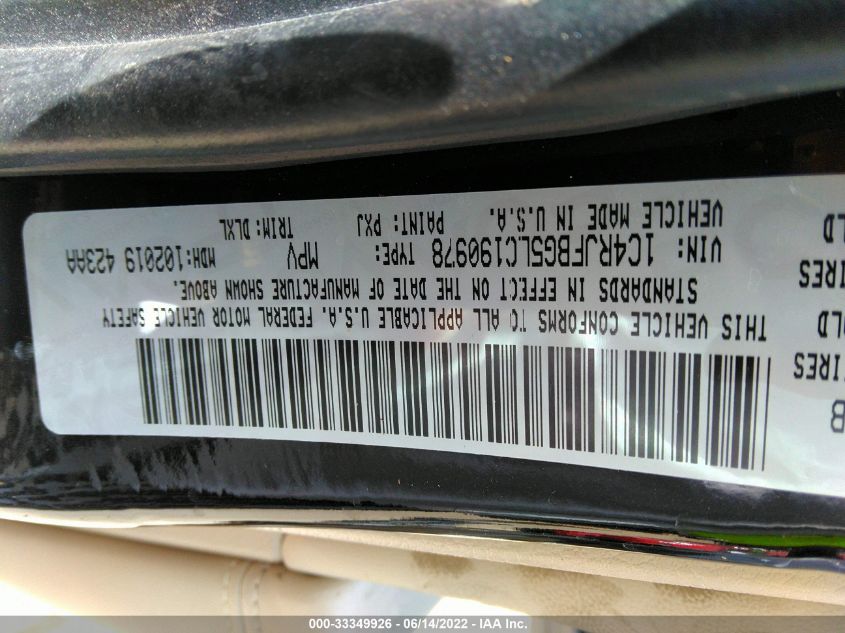 THIS VEHICLE CONFORMS TO ALL APPLICABLE U.S.A. FEDERAL MOTOR VEHICLE SAFETY
STANDARDS IN EFFECT ON THE DATE OF MANUFACTURE SHOWN ABOVE.
VIN: 1C4RJFBG5LC190978 TYPE: MPV MDH:102019 423AA
VEHICLE MADE IN U.S.A. PAINT: PXJ TRIM: DLXL
000-33349926 - 06/14/2022 - IAA Inc.